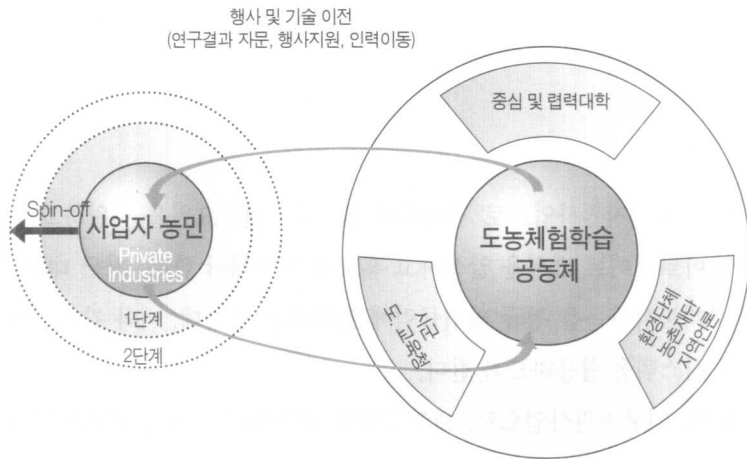 행사 및 기술 이전
(연구결과 자문, 행사지원, 인력이동)
중심 및 렵력대학
Spin-off
사업자 농민
Private
Industries
1단계
2단계
도농체험학습
공동체
시군
도·교육청
환경단체
농촌재단
지역언론